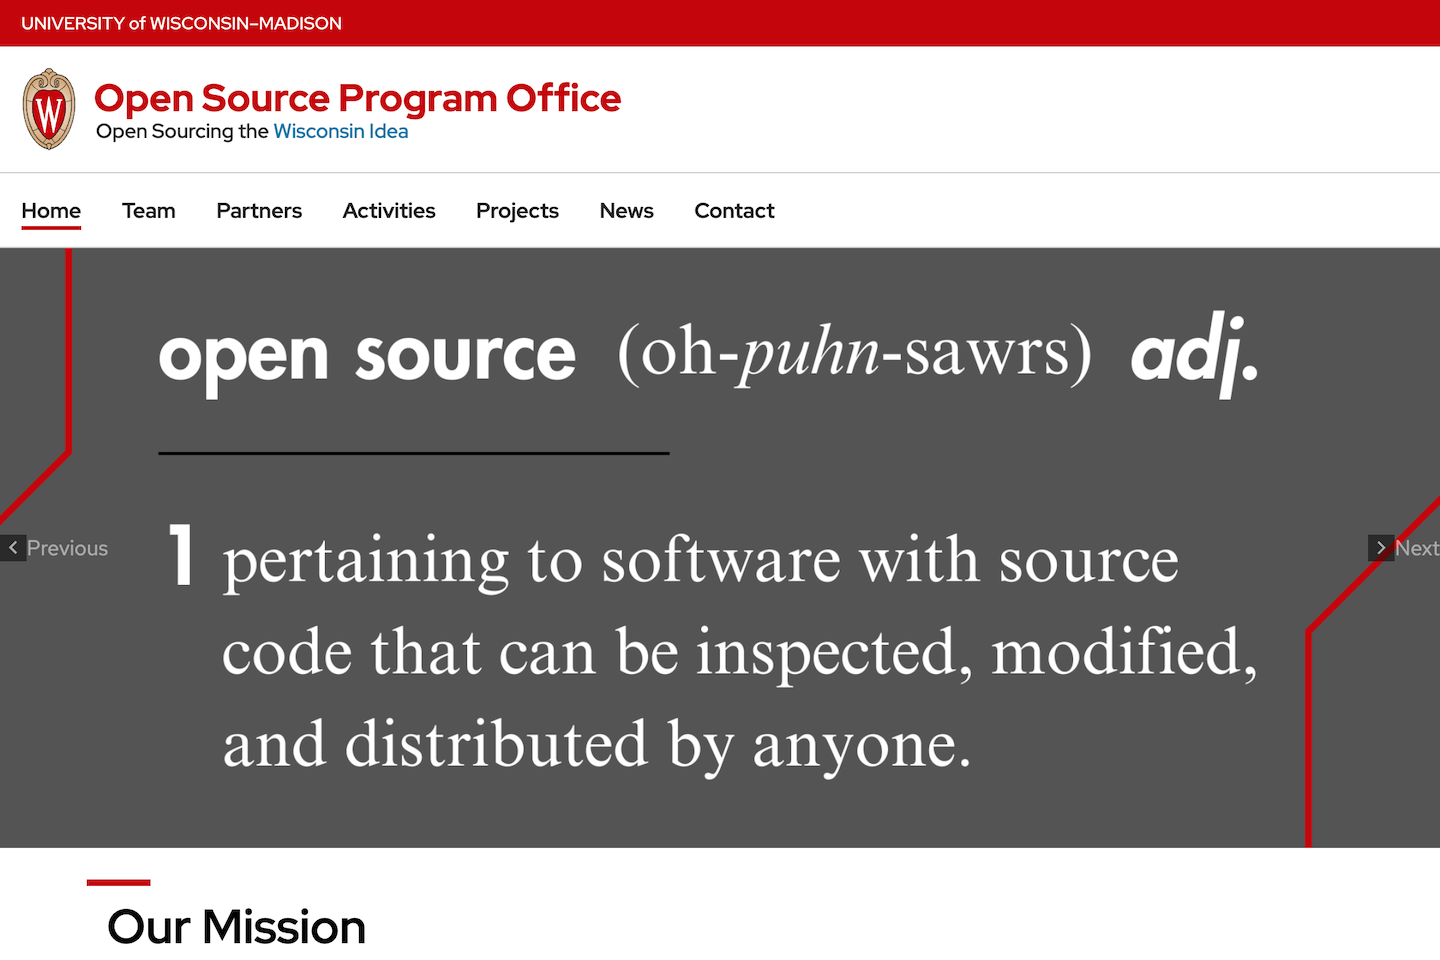 UNIVERSITY of WISCONSIN–MADISON
W
Open Source Program Office
Open Sourcing the Wisconsin Idea
Home Team Partners Activities Projects News Contact
open source (oh-puhn-sawrs) adj.
Previous
Next
1 pertaining to software with source
code that can be inspected, modified,
and distributed by anyone.
Our Mission